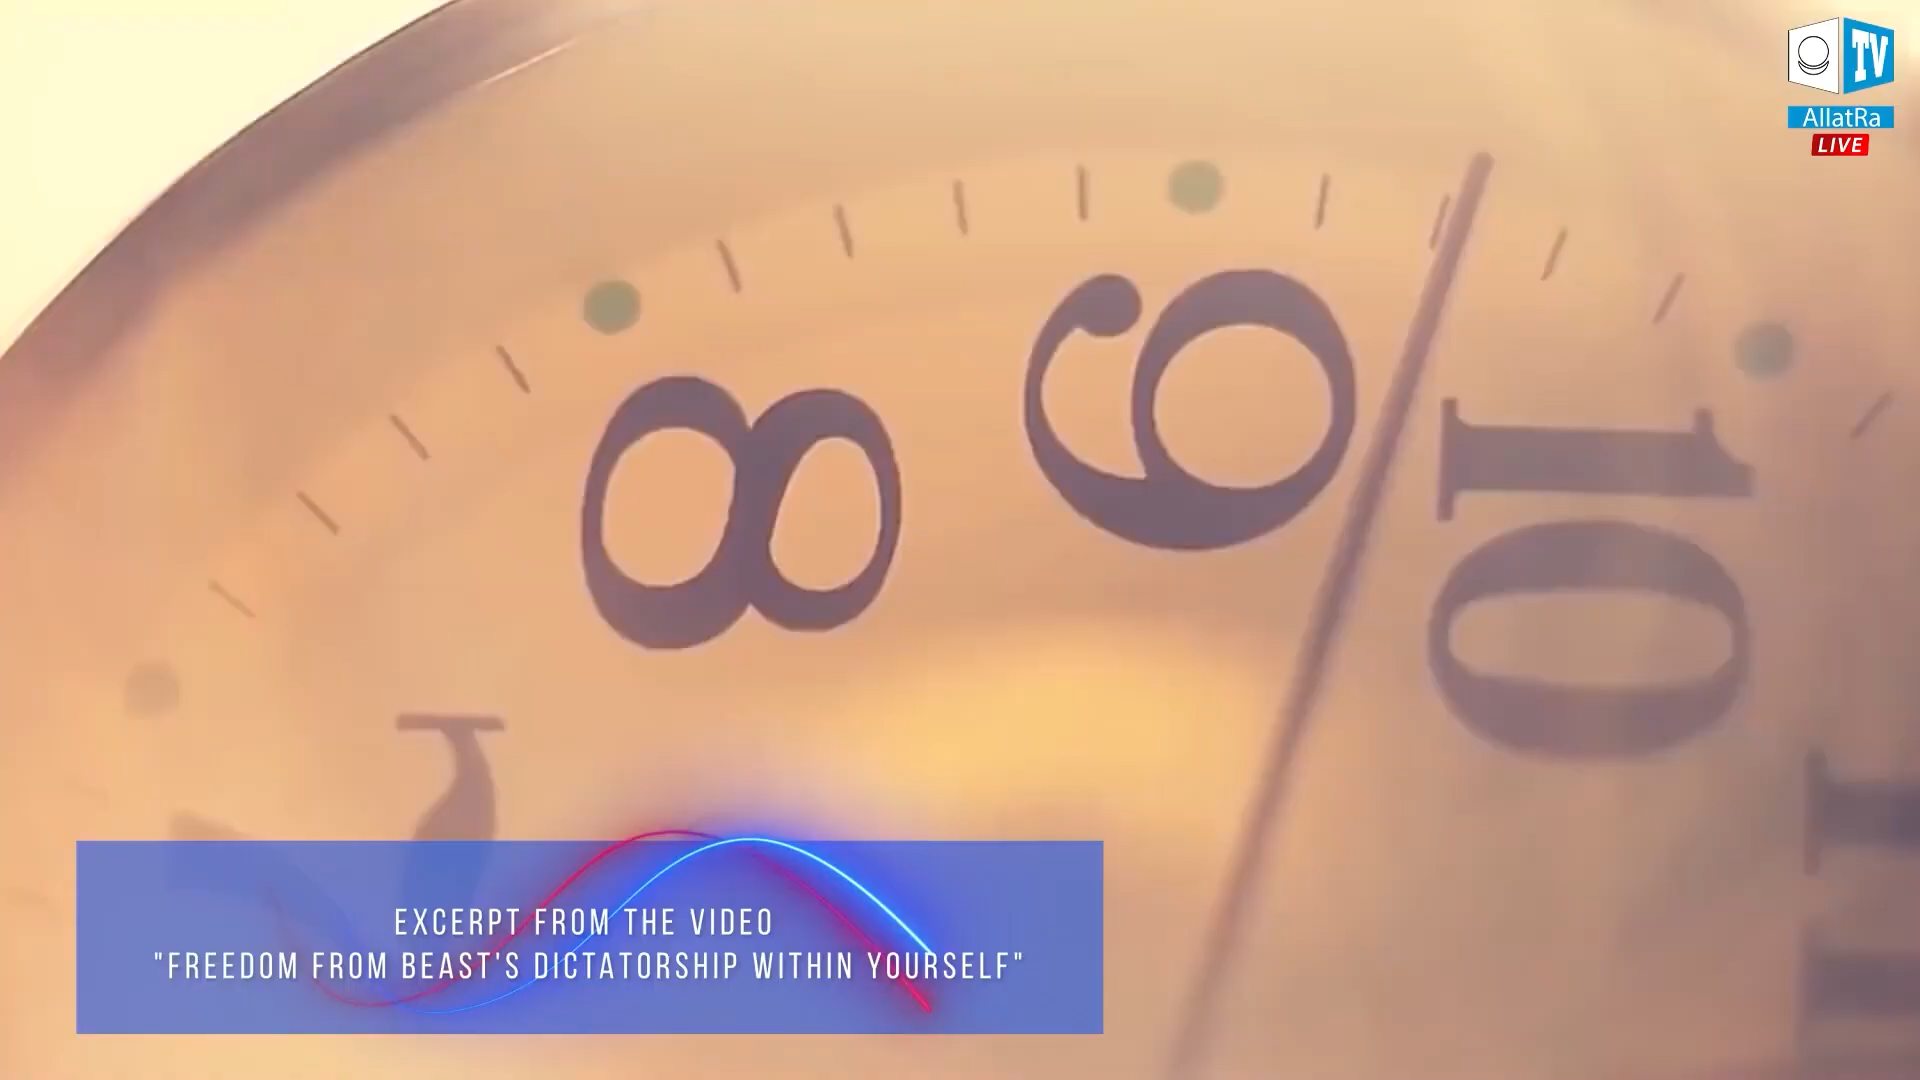 TV
AllatRa
LIVE
8
9
10
7
11
EXCERPT FROM THE VIDEO
"FREEDOM FROM BEAST'S DICTATORSHIP WITHIN YOURSELF"